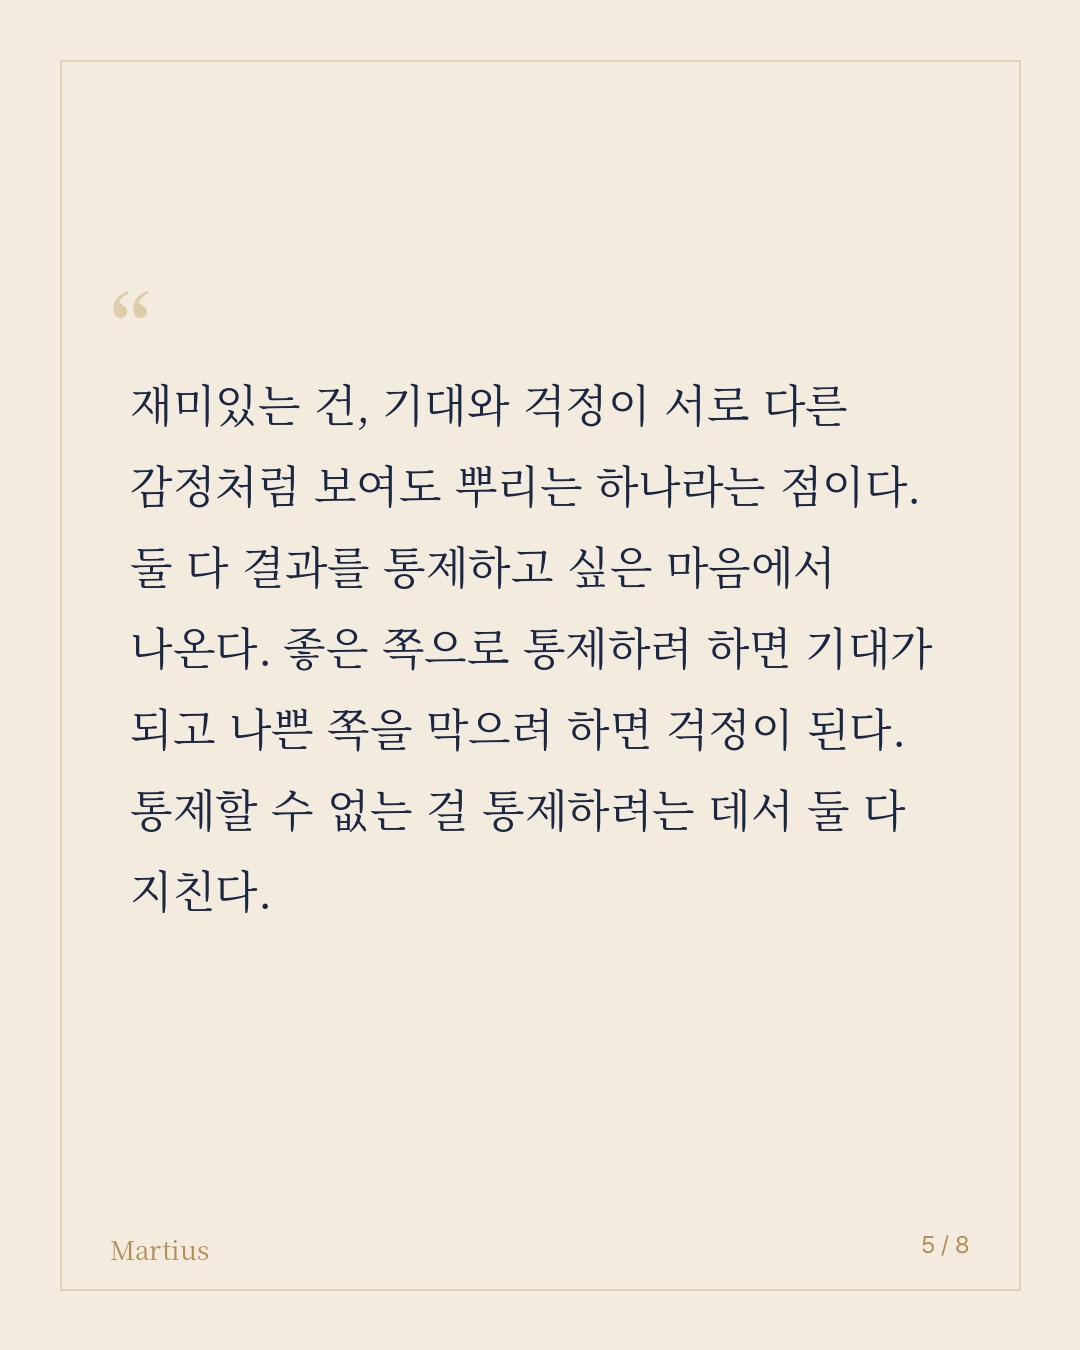 “
재미있는 건, 기대와 걱정이 서로 다른
감정처럼 보여도 뿌리는 하나라는 점이다.
둘 다 결과를 통제하고 싶은 마음에서
나온다. 좋은 쪽으로 통제하려 하면 기대가
되고 나쁜 쪽을 막으려 하면 걱정이 된다.
통제할 수 없는 걸 통제하려는 데서 둘 다
지친다.
Martius
5 / 8